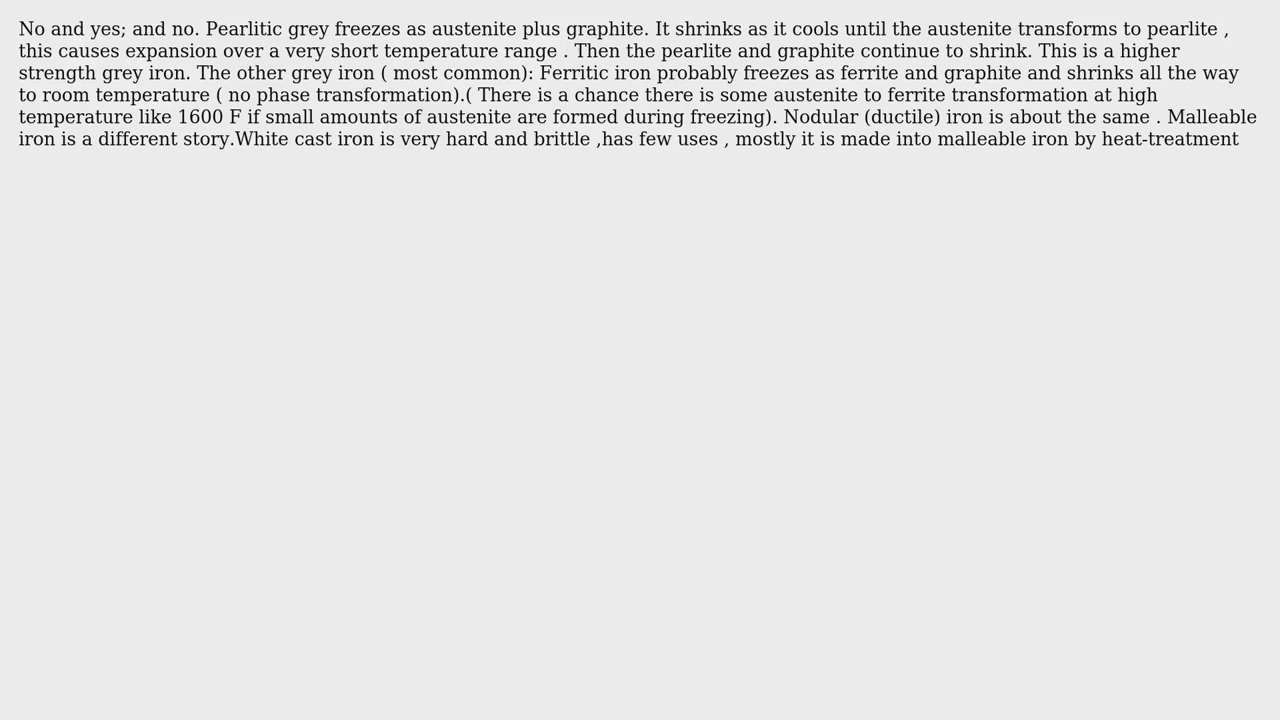 No and yes; and no. Pearlitic grey freezes as austenite plus graphite. It shrinks as it cools until the austenite transforms to pearlite ,
this causes expansion over a very short temperature range . Then the pearlite and graphite continue to shrink. This is a higher
strength grey iron. The other grey iron ( most common): Ferritic iron probably freezes as ferrite and graphite and shrinks all the way
to room temperature ( no phase transformation).( There is a chance there is some austenite to ferrite transformation at high
temperature like 1600 F if small amounts of austenite are formed during freezing). Nodular (ductile) iron is about the same . Malleable
iron is a different story.White cast iron is very hard and brittle ,has few uses , mostly it is made into malleable iron by heat-treatment